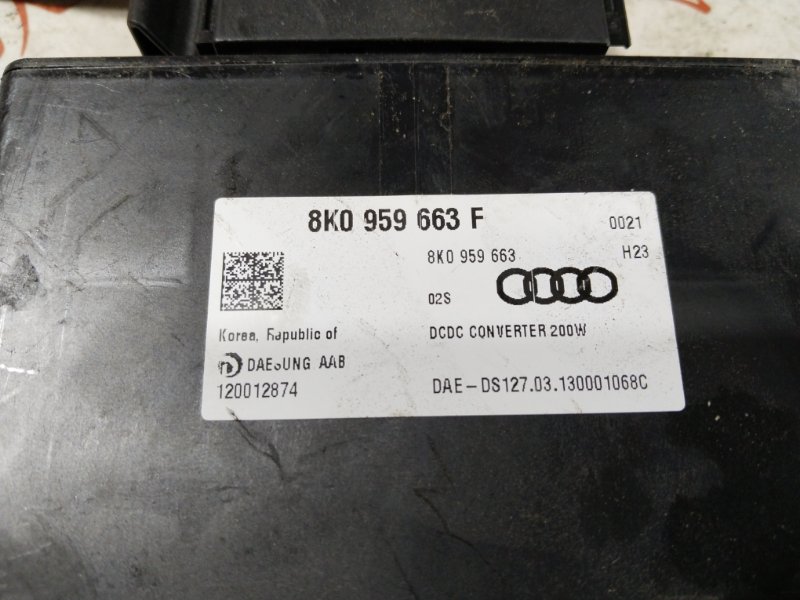 8K0 959 663 F 0021
8K0 959 663 H23
02S
Korea, Republic of DCDC CONVERTER 200W
DAESUNG AAB
120012874 DAE-DS127.03.130001068C